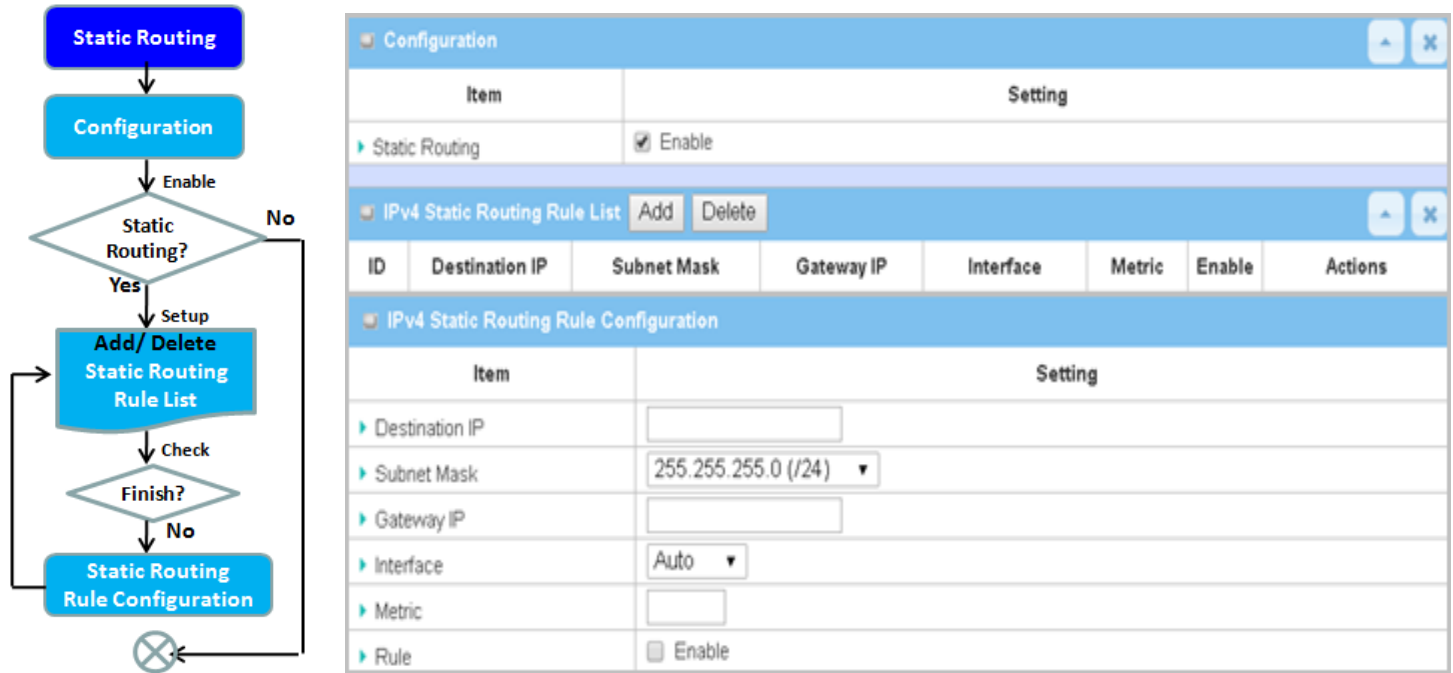 Static Routing
Configuration
Enable
Static
Routing?
No
Yes
Setup
Add/ Delete
Static Routing
Rule List
Check
Finish?
No
Static Routing
Rule Configuration
Configuration
Item Setting
Static Routing Enable
IPv4 Static Routing Rule List Add Delete
ID Destination IP Subnet Mask Gateway IP Interface Metric Enable Actions
IPv4 Static Routing Rule Configuration
Item Setting
Destination IP
Subnet Mask 255.255.255.0 (/24)
Gateway IP
Interface Auto
Metric
Rule Enable